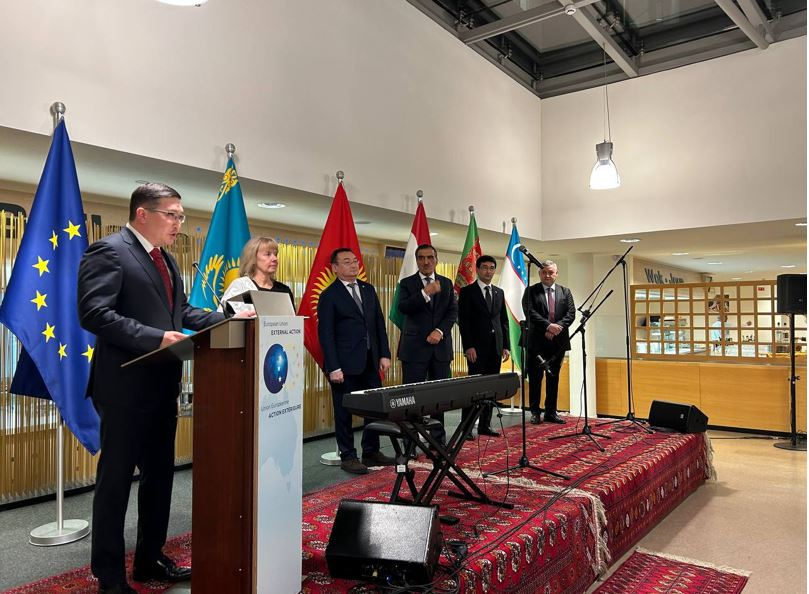 European Union
EXTERNAL ACTION
Union Européenne
ACTION EXTÉRIEURE
YAMAHA